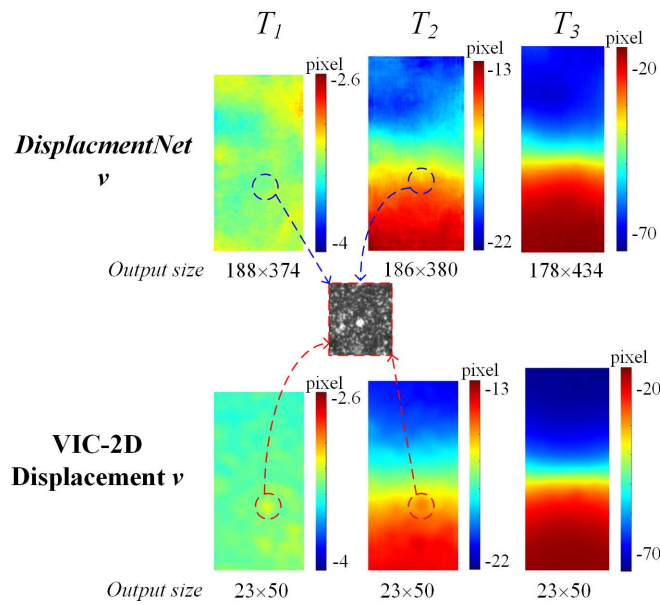 T1 T2 T3
pixel pixel pixel
-2.6 -13 -20
DisplacmentNet
v
-4 -22 -70
Output size 188×374 186×380 178×434
pixel pixel pixel
-2.6 -13 -20
VIC-2D
Displacement v
-4 -22 -70
Output size 23×50 23×50 23×50